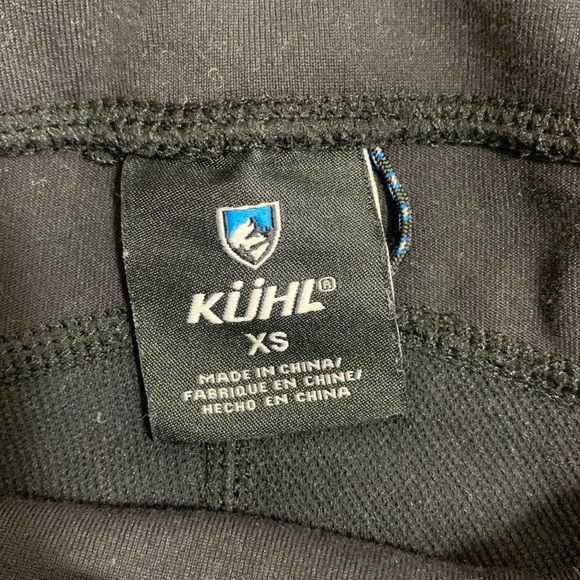 KÜHL®
XS
MADE IN CHINA/
FABRIQUE EN CHINE/
HECHO EN CHINA